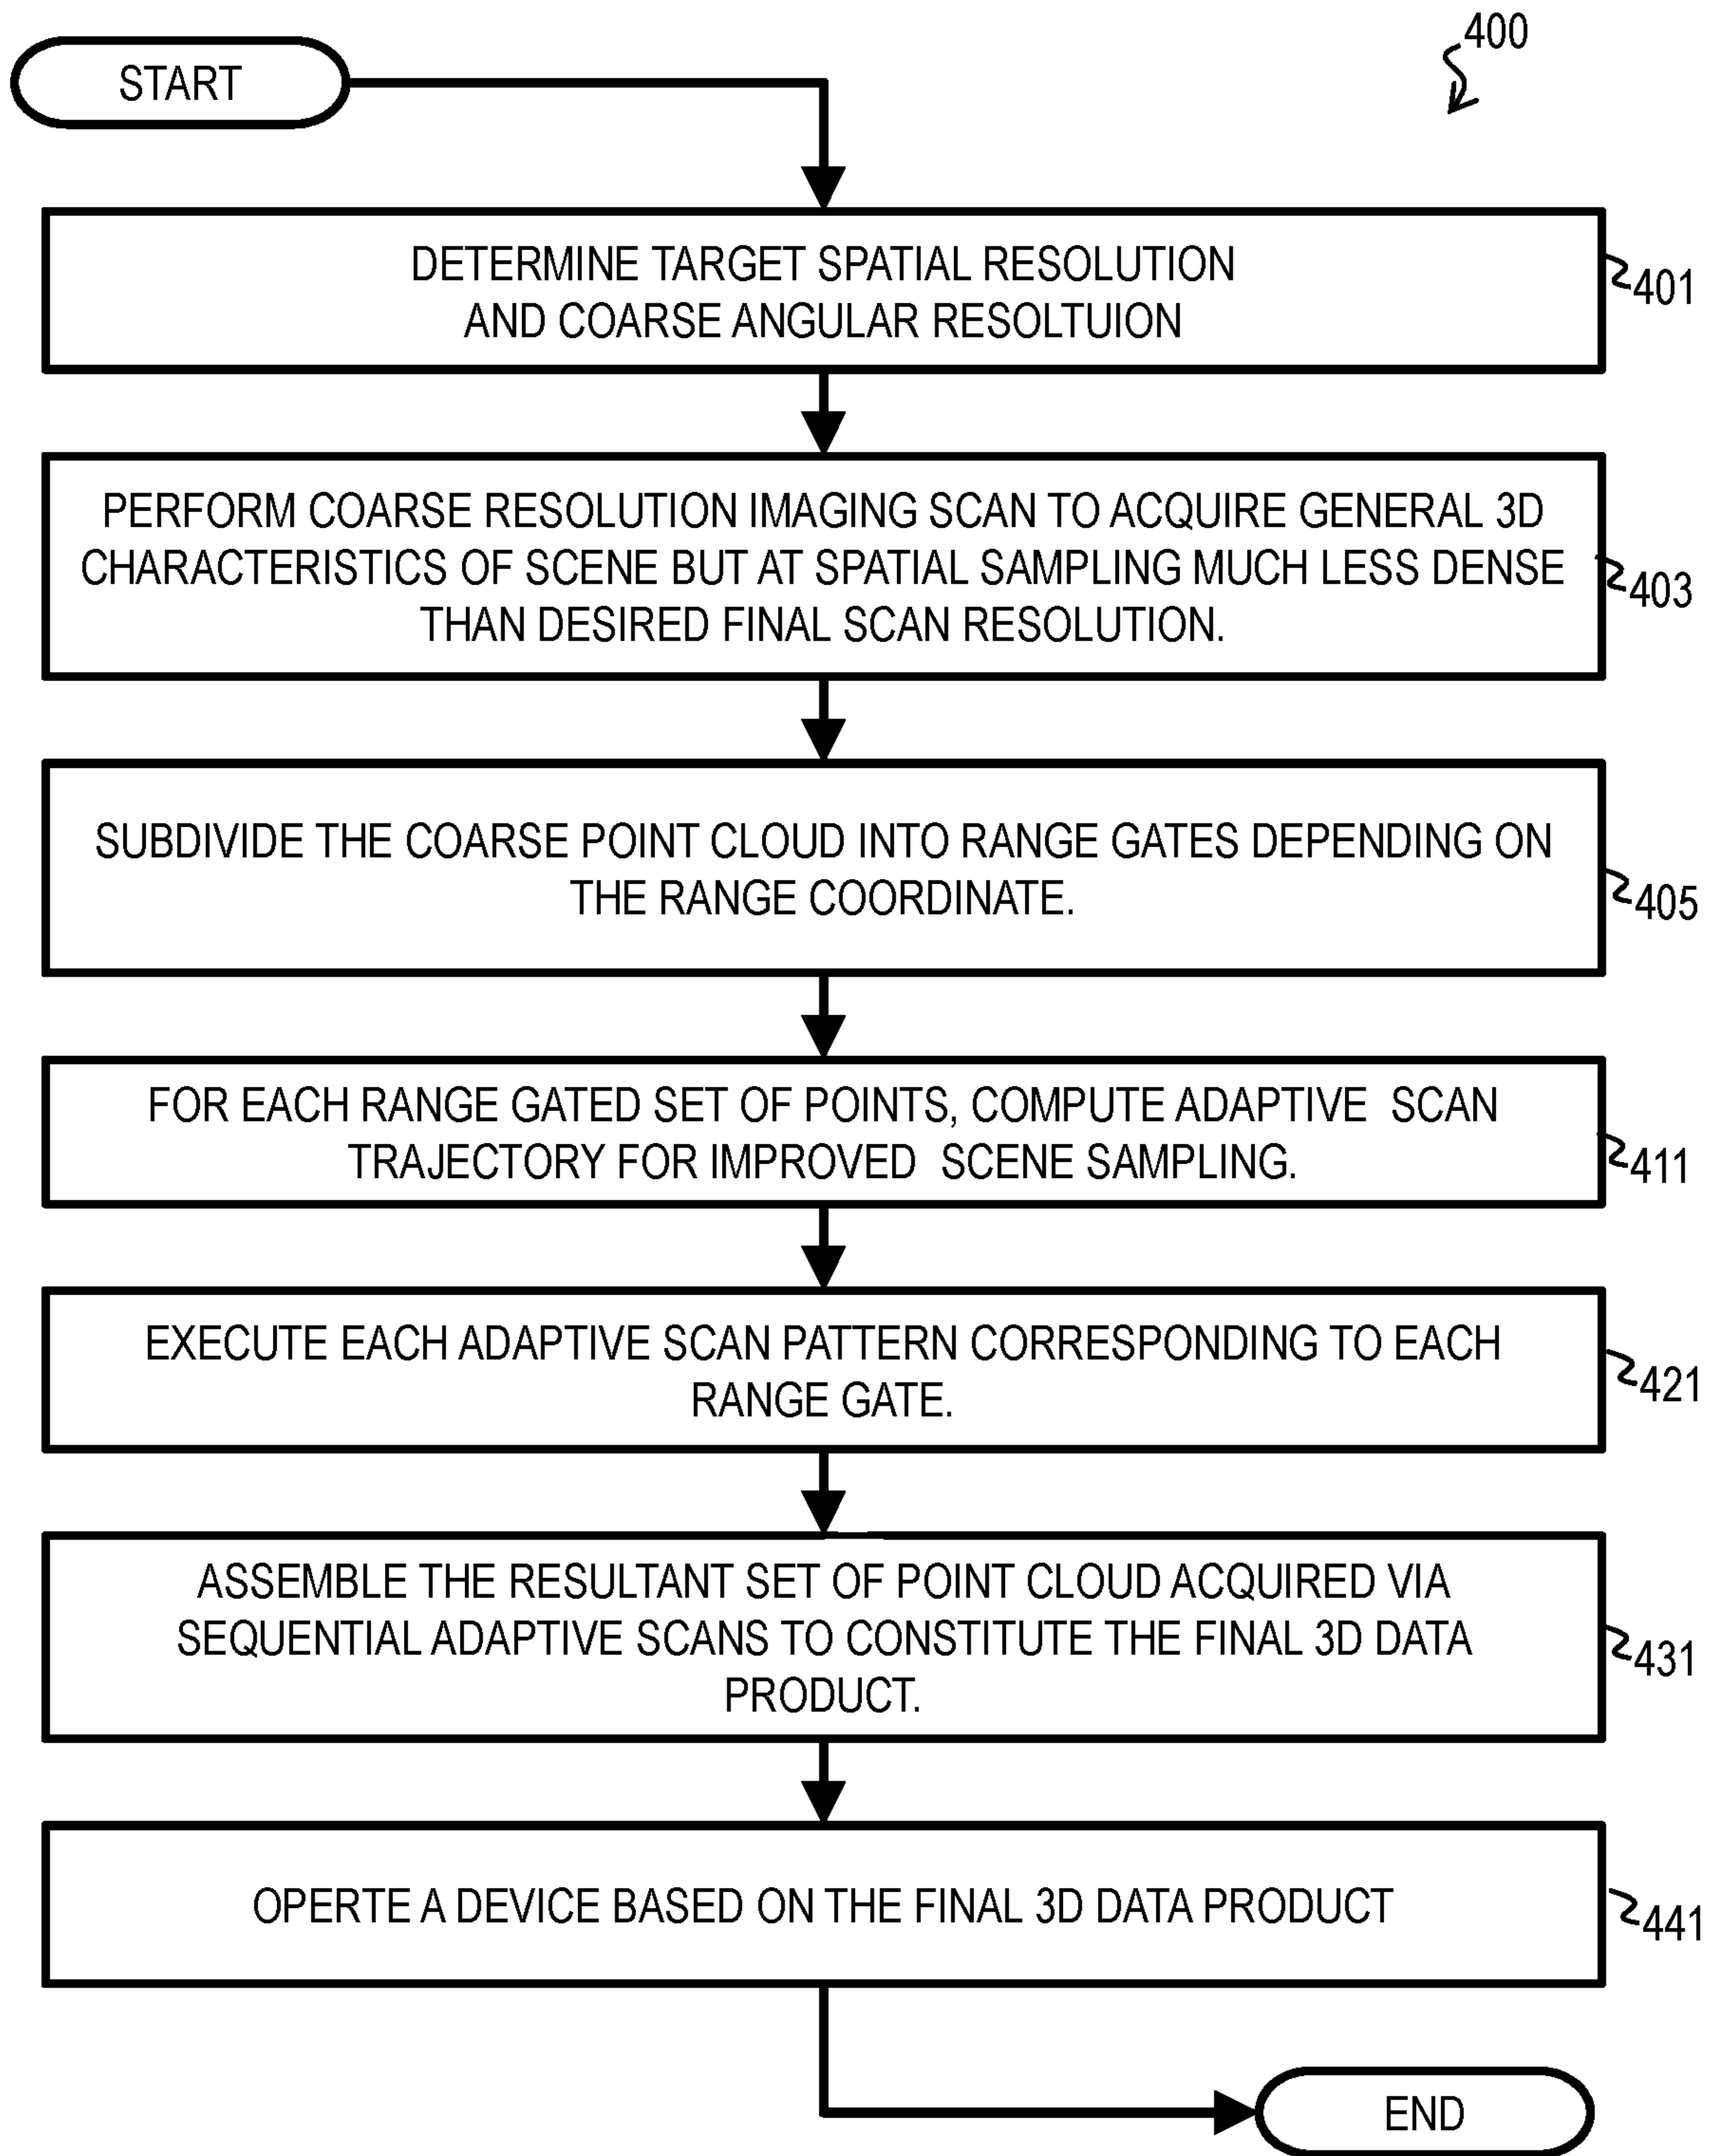 400
START
DETERMINE TARGET SPATIAL RESOLUTION
AND COARSE ANGULAR RESOLTUION
401
PERFORM COARSE RESOLUTION IMAGING SCAN TO ACQUIRE GENERAL 3D
CHARACTERISTICS OF SCENE BUT AT SPATIAL SAMPLING MUCH LESS DENSE
THAN DESIRED FINAL SCAN RESOLUTION.
403
SUBDIVIDE THE COARSE POINT CLOUD INTO RANGE GATES DEPENDING ON
THE RANGE COORDINATE.
405
FOR EACH RANGE GATED SET OF POINTS, COMPUTE ADAPTIVE SCAN
TRAJECTORY FOR IMPROVED SCENE SAMPLING.
411
EXECUTE EACH ADAPTIVE SCAN PATTERN CORRESPONDING TO EACH
RANGE GATE.
421
ASSEMBLE THE RESULTANT SET OF POINT CLOUD ACQUIRED VIA
SEQUENTIAL ADAPTIVE SCANS TO CONSTITUTE THE FINAL 3D DATA
PRODUCT.
431
OPERTE A DEVICE BASED ON THE FINAL 3D DATA PRODUCT
441
END